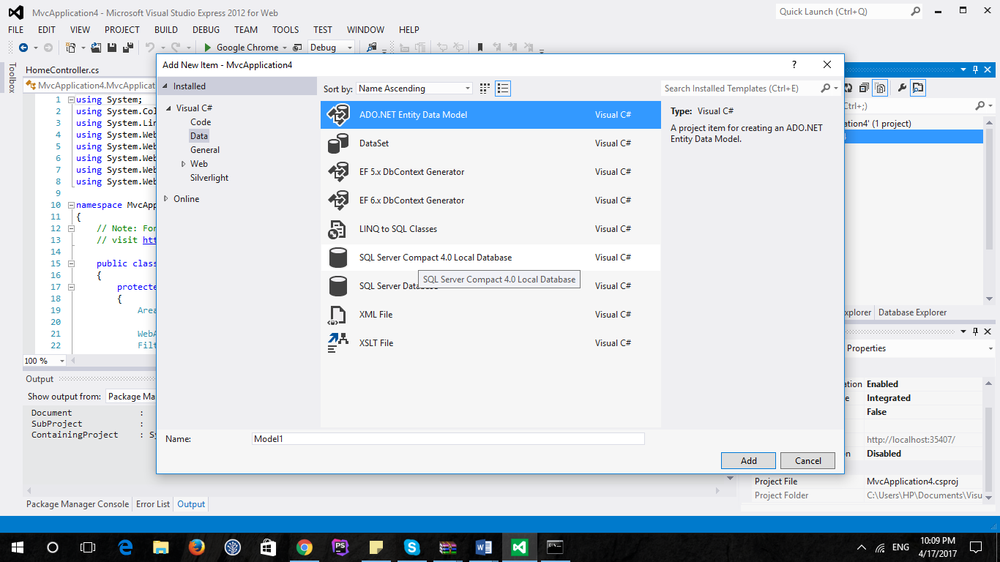 MvcApplication4 - Microsoft Visual Studio Express 2012 for Web
Quick Launch (Ctrl+Q)
FILE EDIT VIEW PROJECT BUILD DEBUG TEAM TOOLS TEST WINDOW HELP
Google Chrome Debug
Toolbox
HomeController.cs
MvcApplication4.MvcApplicat
1 using System;
2 using System.Col
3 using System.Lin
4 using System.Web
5 using System.Web
6 using System.Web
7 using System.Web
8 using System.Web
9
10 namespace MvcApp
11 {
12 // Note: For
13 // visit htt
14
15 public class
16 {
17 protecte
18 {
19 Area
20
21 WebA
22 Filt
100 %
Output
Show output from: Package Ma
Document :
SubProject :
ContainingProject : Sy
Package Manager Console Error List Output
Add New Item - MvcApplication4
?
Installed
Visual C#
Code
Data
General
Web
Silverlight
Online
Sort by: Name Ascending
Search Installed Templates (Ctrl+E)
ADO.NET Entity Data Model Visual C#
DataSet Visual C#
EF 5.x DbContext Generator Visual C#
EF 6.x DbContext Generator Visual C#
LINQ to SQL Classes Visual C#
SQL Server Compact 4.0 Local Database Visual C#
SQL Server Compact 4.0 Local Database
SQL Server Database Visual C#
XML File Visual C#
XSLT File Visual C#
Type: Visual C#
A project item for creating an ADO.NET
Entity Data Model.
Name: Model1
Add Cancel
Ctrl+;)
ation4' (1 project)
4
xplorer Database Explorer
Properties
ation Enabled
e Integrated
False
http://localhost:35407/
n Disabled
Project File MvcApplication4.csproj
Project Folder C:\Users\HP\Documents\Visu
PS
ENG
10:09 PM
4/17/2017